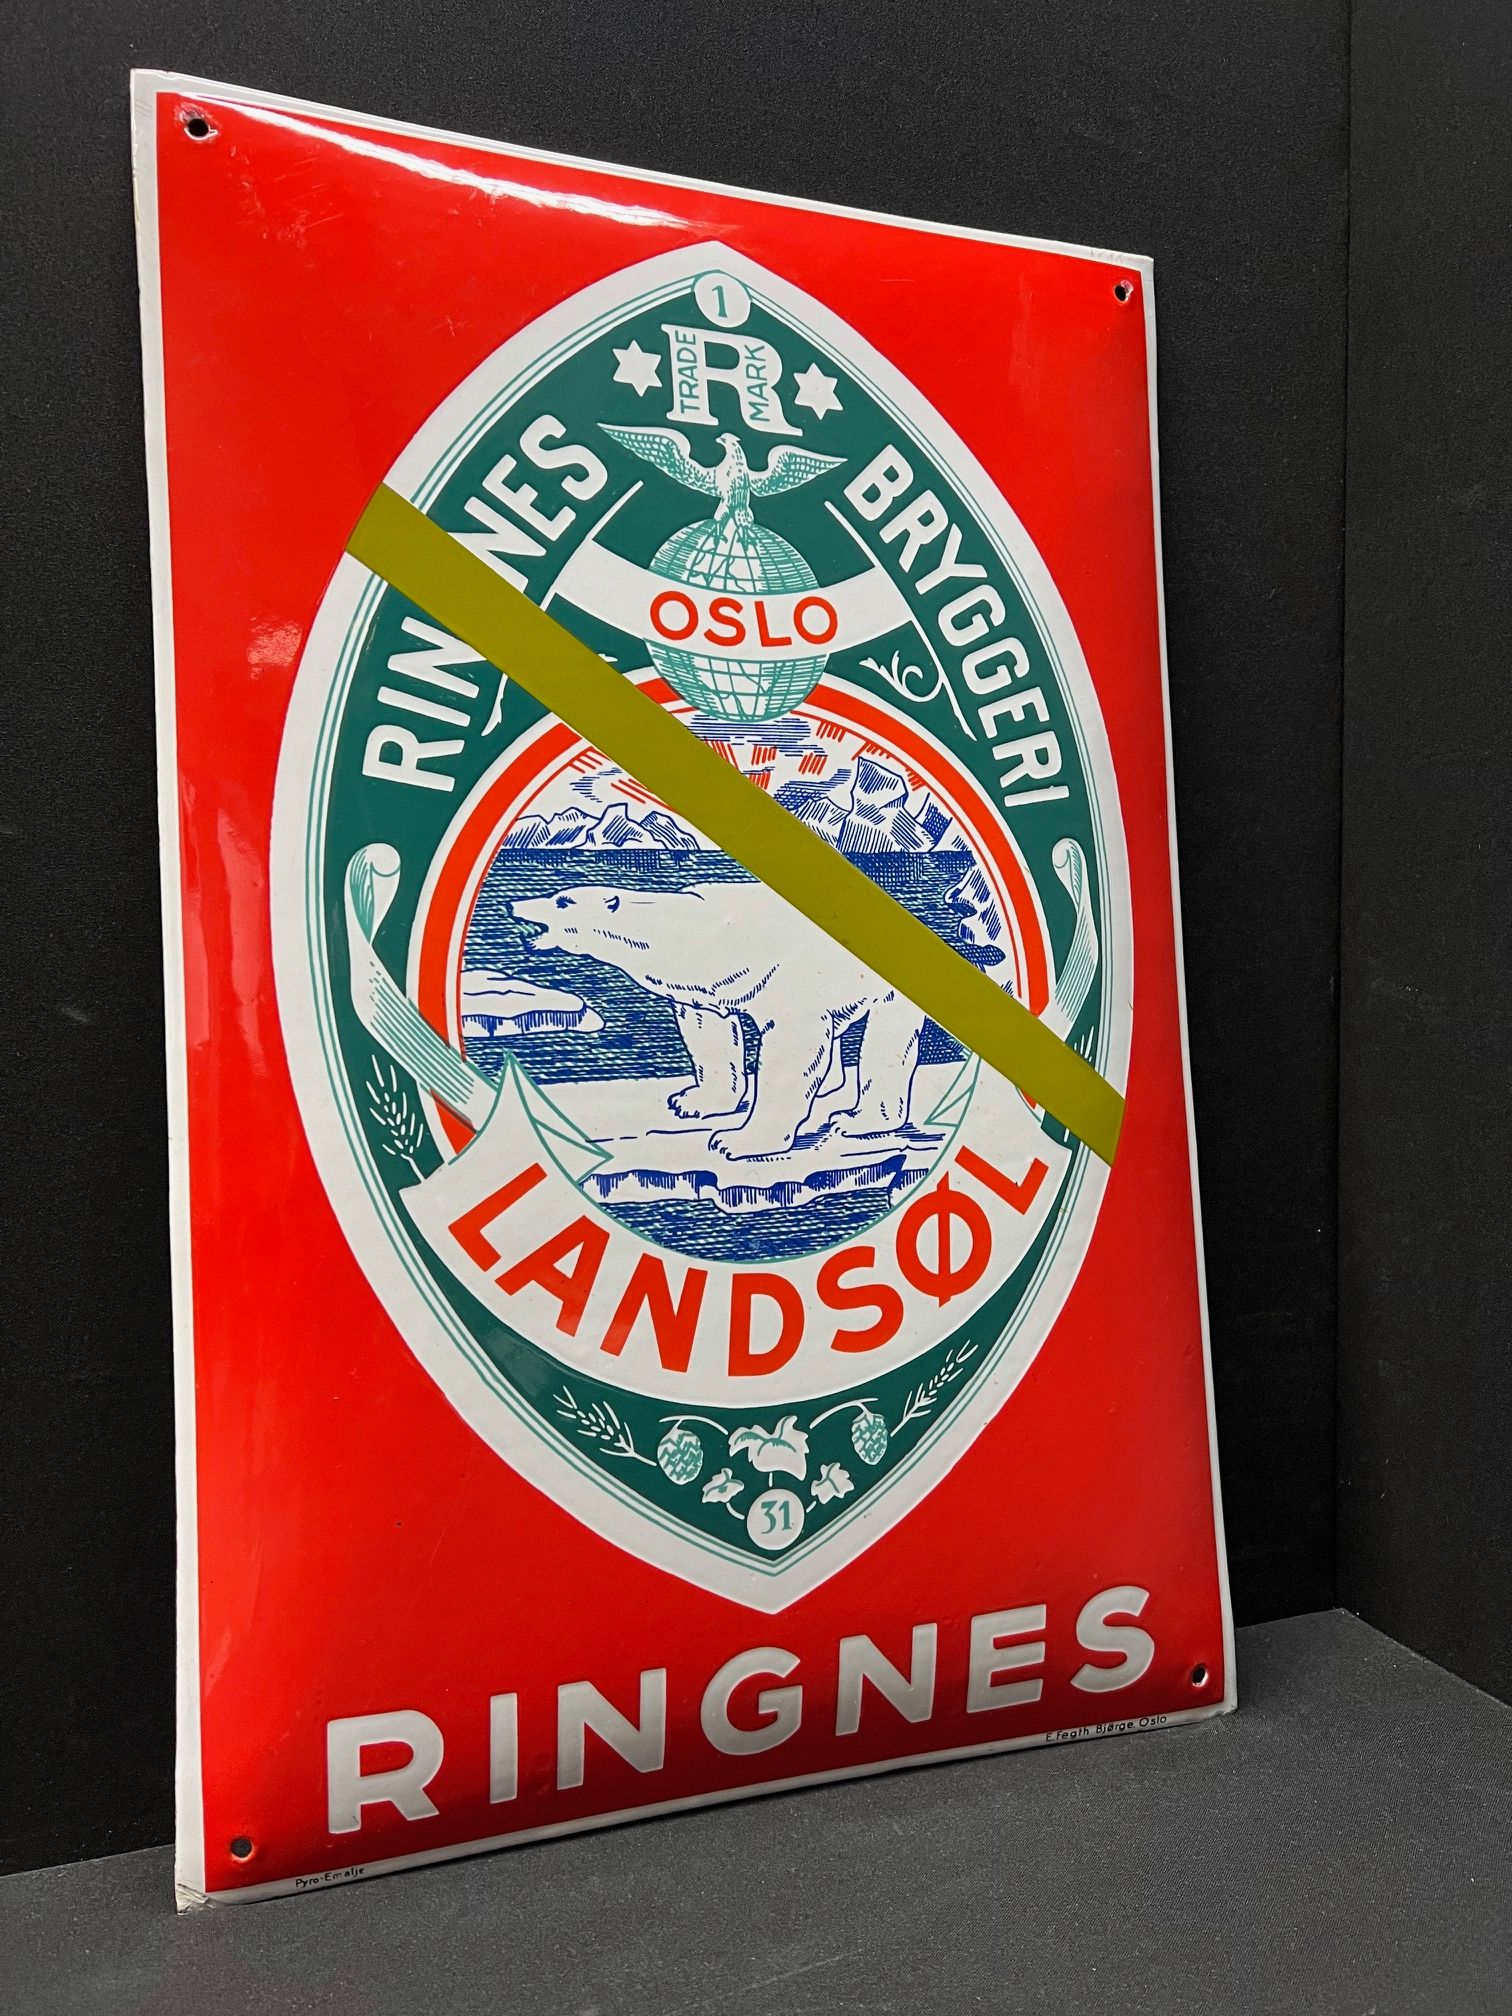 1
TRADE R MARK
RINGNES BRYGGERI
OSLO
LANDSØL
31
RINGNES
Pyro-Emalje
E. Fegth Bjørge, Oslo